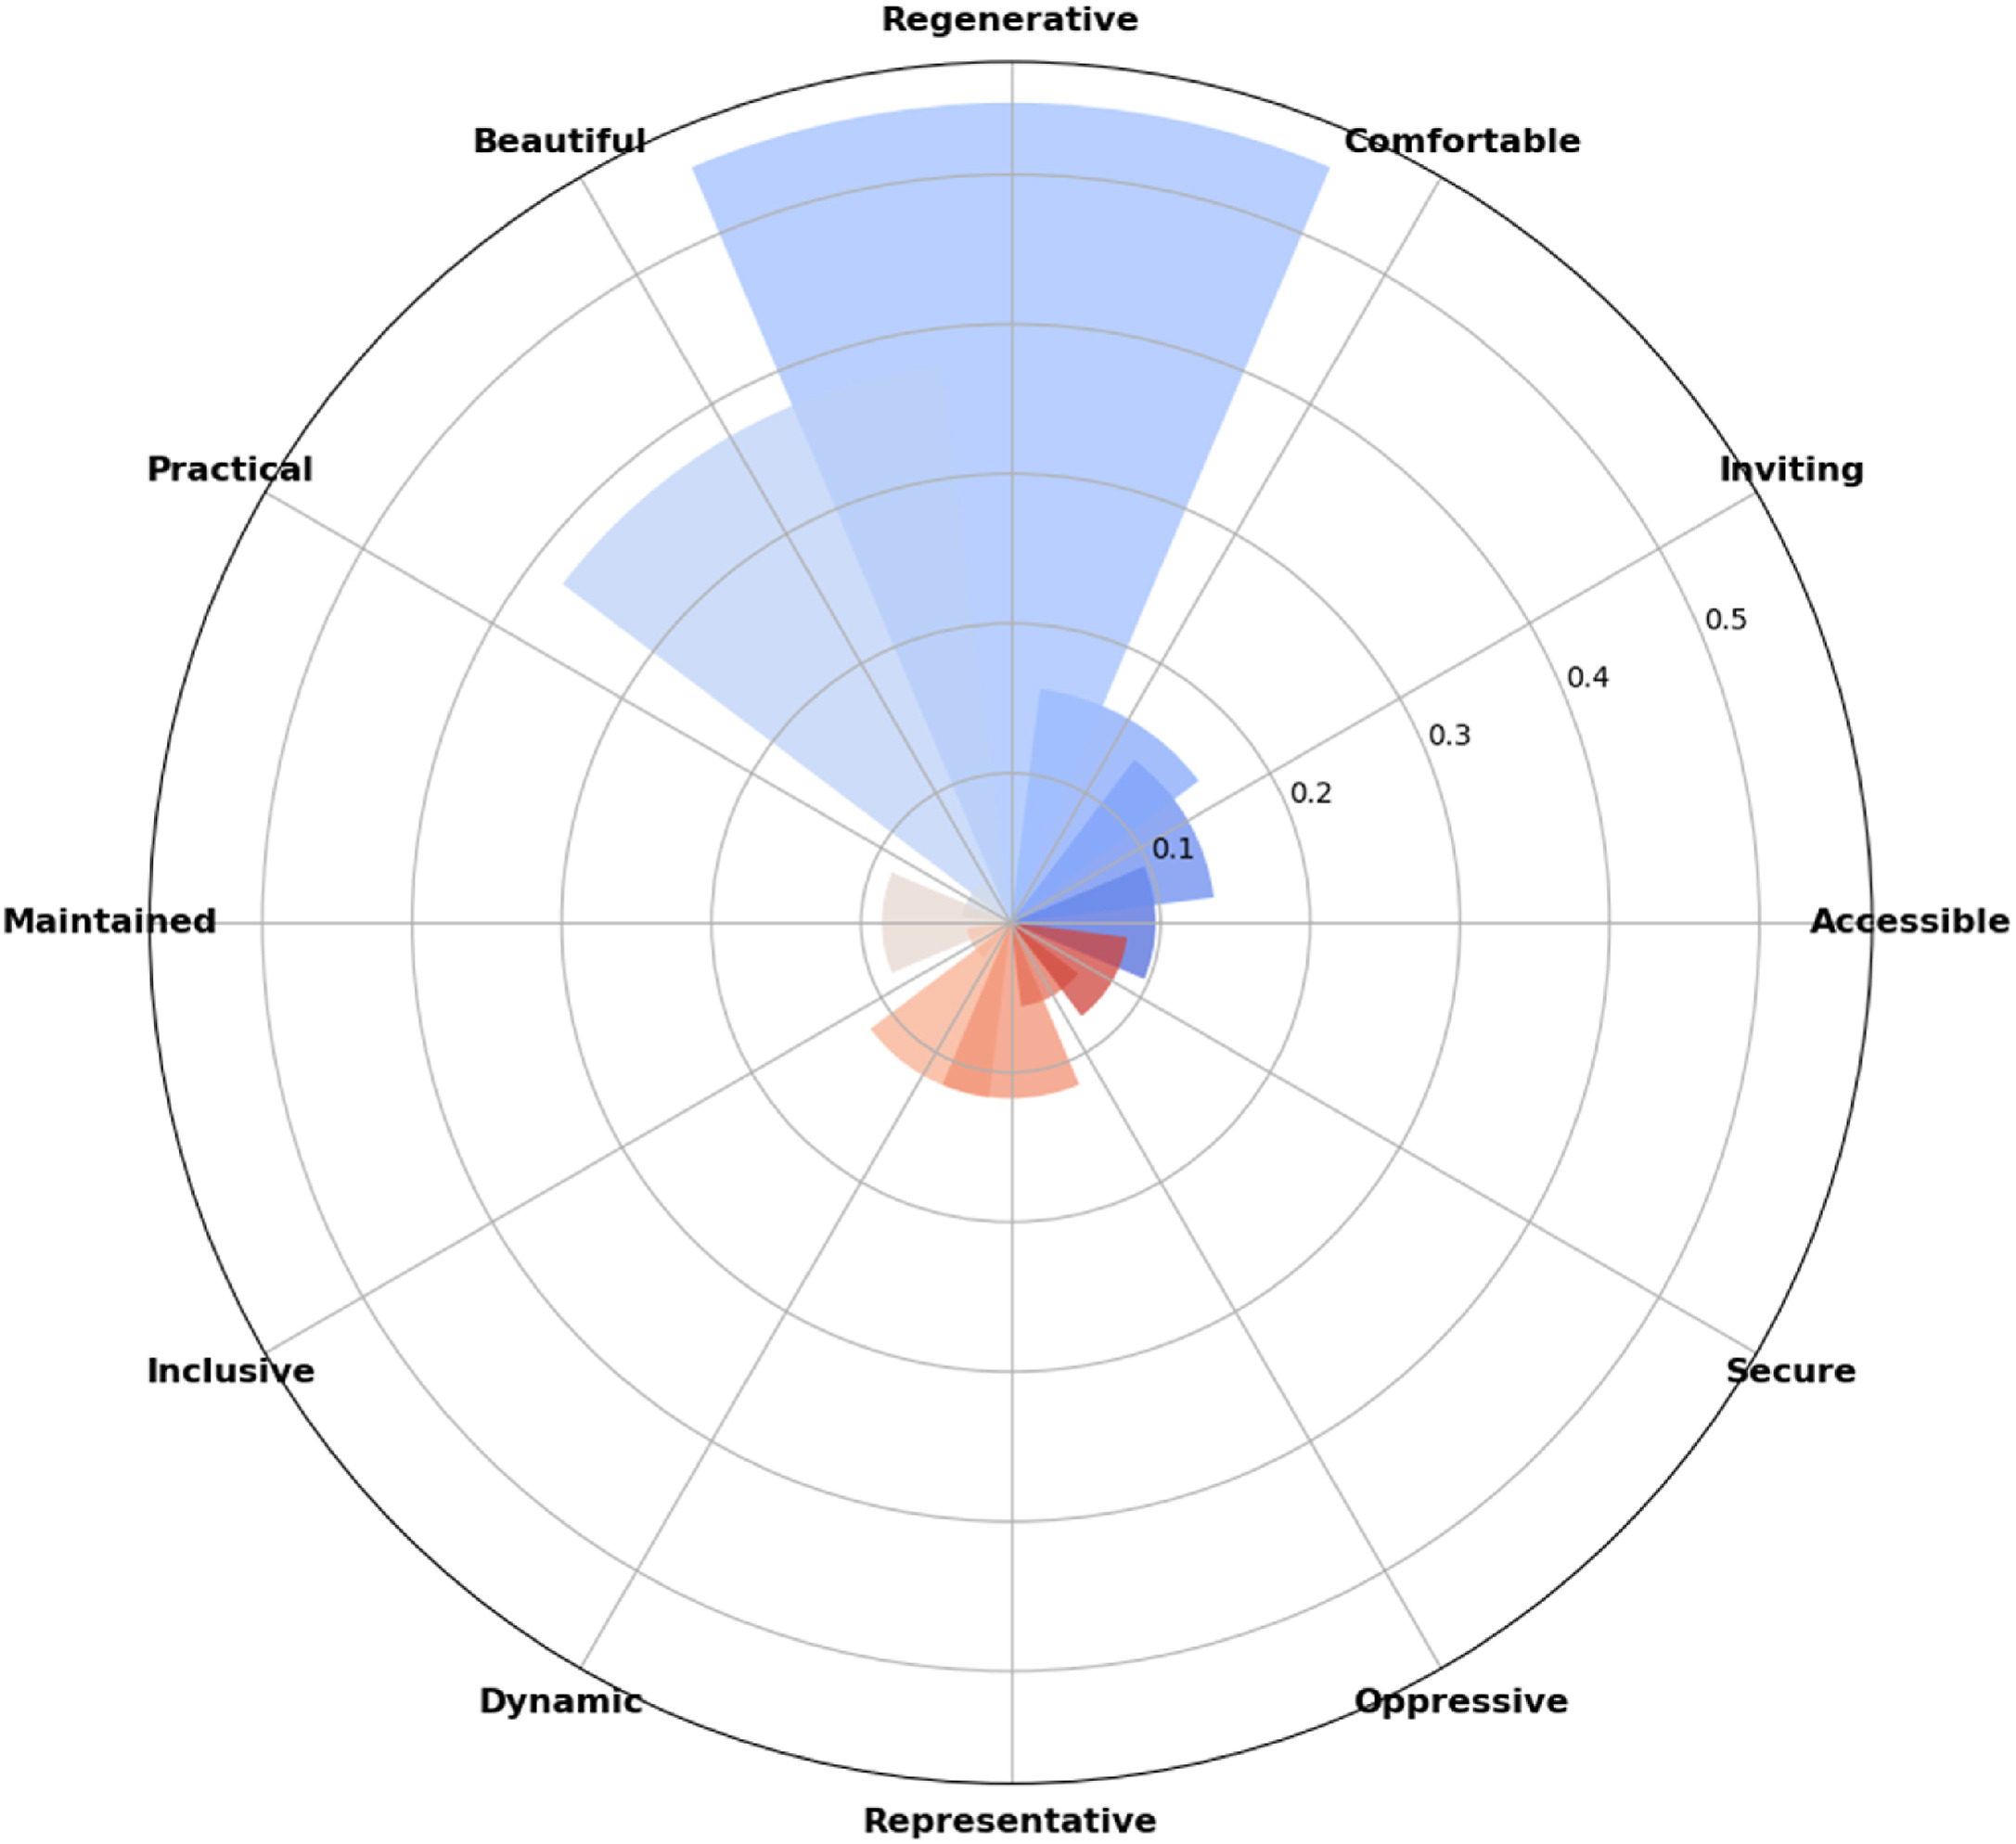 Regenerative
Beautiful
Comfortable
Practical
Inviting
0.5
0.4
0.3
0.2
0.1
Maintained
Accessible
Inclusive
Secure
Dynamic
Oppressive
Representative